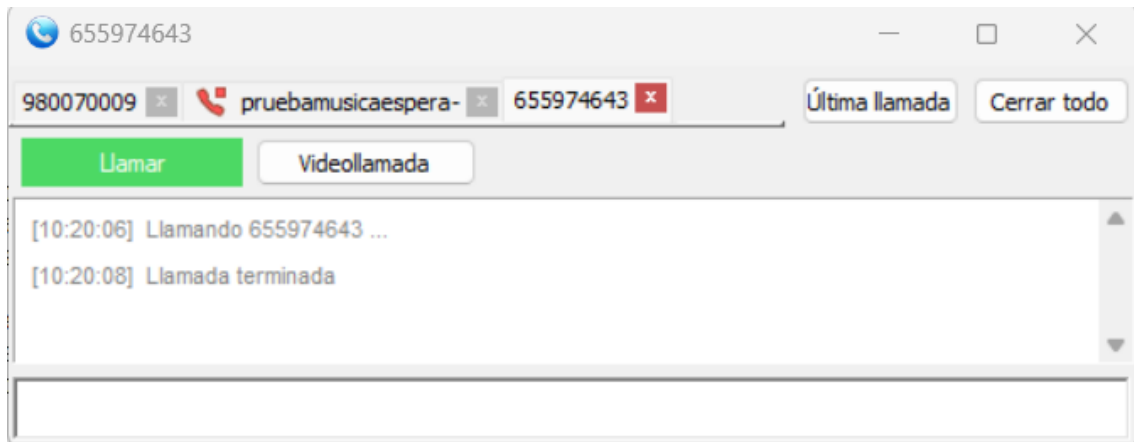 655974643
980070009 x pruebamusicaespera- x 655974643 x Última llamada Cerrar todo
Llamar Videollamada
[10:20:06] Llamando 655974643 ...
[10:20:08] Llamada terminada